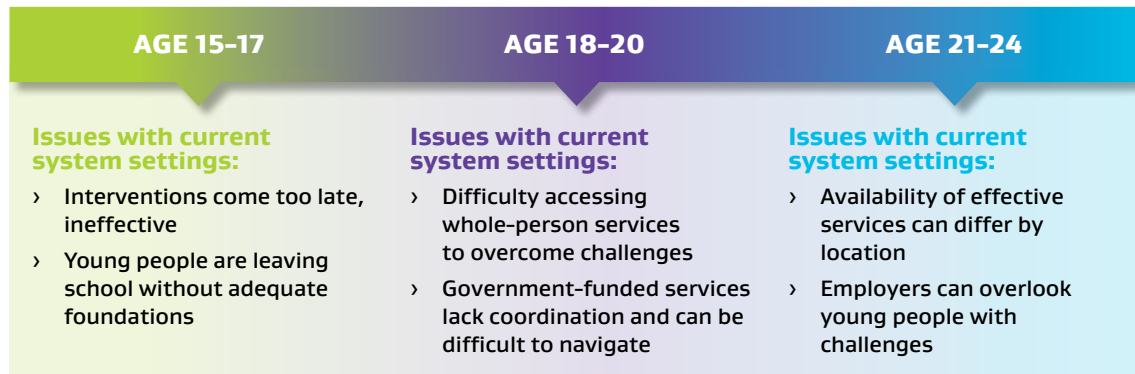 AGE 15-17
Issues with current
system settings:
› Interventions come too late,
ineffective
› Young people are leaving
school without adequate
foundations
AGE 18-20
Issues with current
system settings:
› Difficulty accessing
whole-person services
to overcome challenges
› Government-funded services
lack coordination and can be
difficult to navigate
AGE 21-24
Issues with current
system settings:
› Availability of effective
services can differ by
location
› Employers can overlook
young people with
challenges